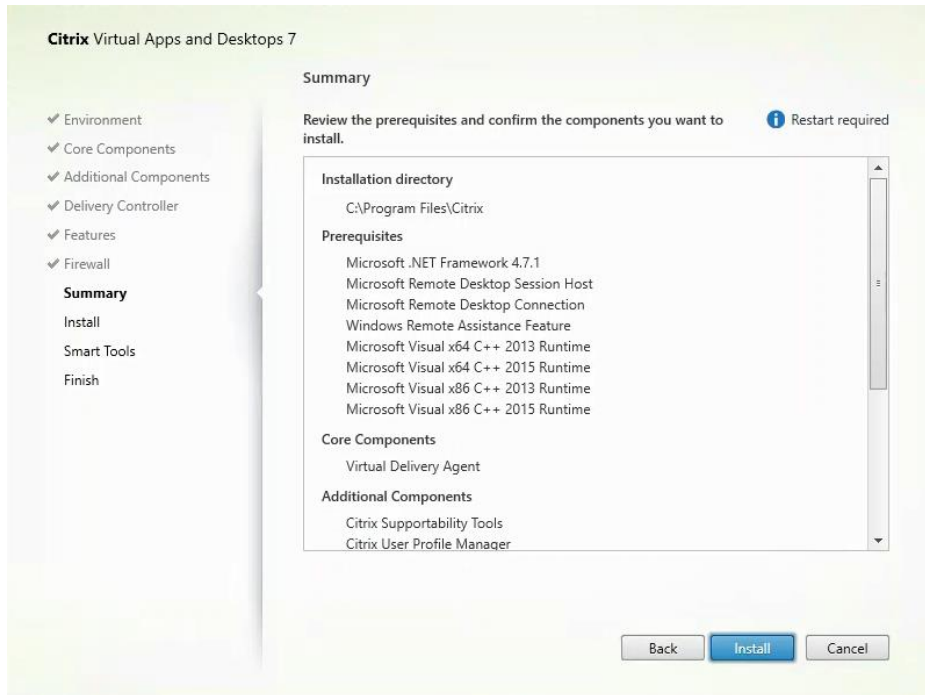 Citrix Virtual Apps and Desktops 7
Summary
Environment
Core Components
Additional Components
Delivery Controller
Features
Firewall
Summary
Install
Smart Tools
Finish
Review the prerequisites and confirm the components you want to
install.
Restart required
Installation directory
C:\Program Files\Citrix
Prerequisites
Microsoft .NET Framework 4.7.1
Microsoft Remote Desktop Session Host
Microsoft Remote Desktop Connection
Windows Remote Assistance Feature
Microsoft Visual x64 C++ 2013 Runtime
Microsoft Visual x64 C++ 2015 Runtime
Microsoft Visual x86 C++ 2013 Runtime
Microsoft Visual x86 C++ 2015 Runtime
Core Components
Virtual Delivery Agent
Additional Components
Citrix Supportability Tools
Citrix User Profile Manager
Back
Install
Cancel